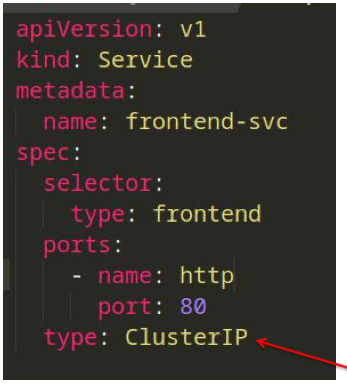 apiVersion: v1
kind: Service
metadata:
  name: frontend-svc
spec:
  selector:
    type: frontend
  ports:
    - name: http
      port: 80
  type: ClusterIP